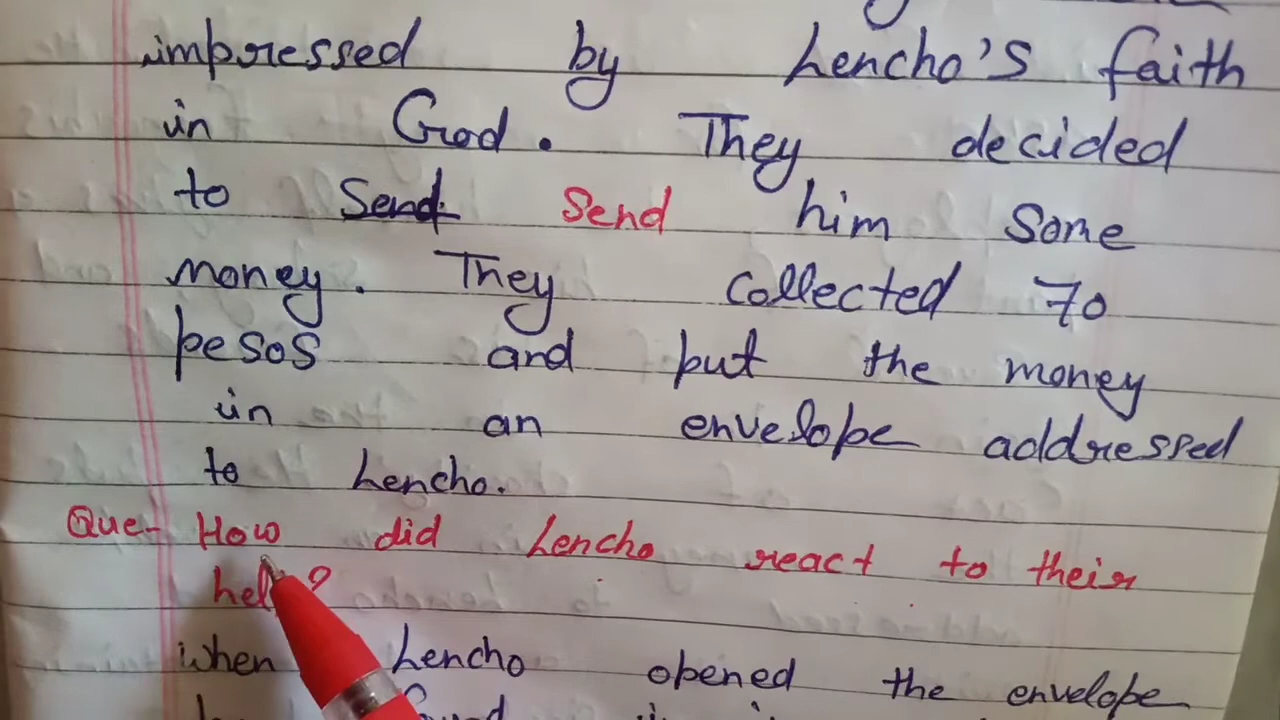 impressed by Lencho's faith
in God. They decided
to Send Send him Some
money. They collected 70
pesos and put the money
in an envelope addressed
to Lencho.
Que- How did Lencho react to their
help?
when Lencho opened the envelope